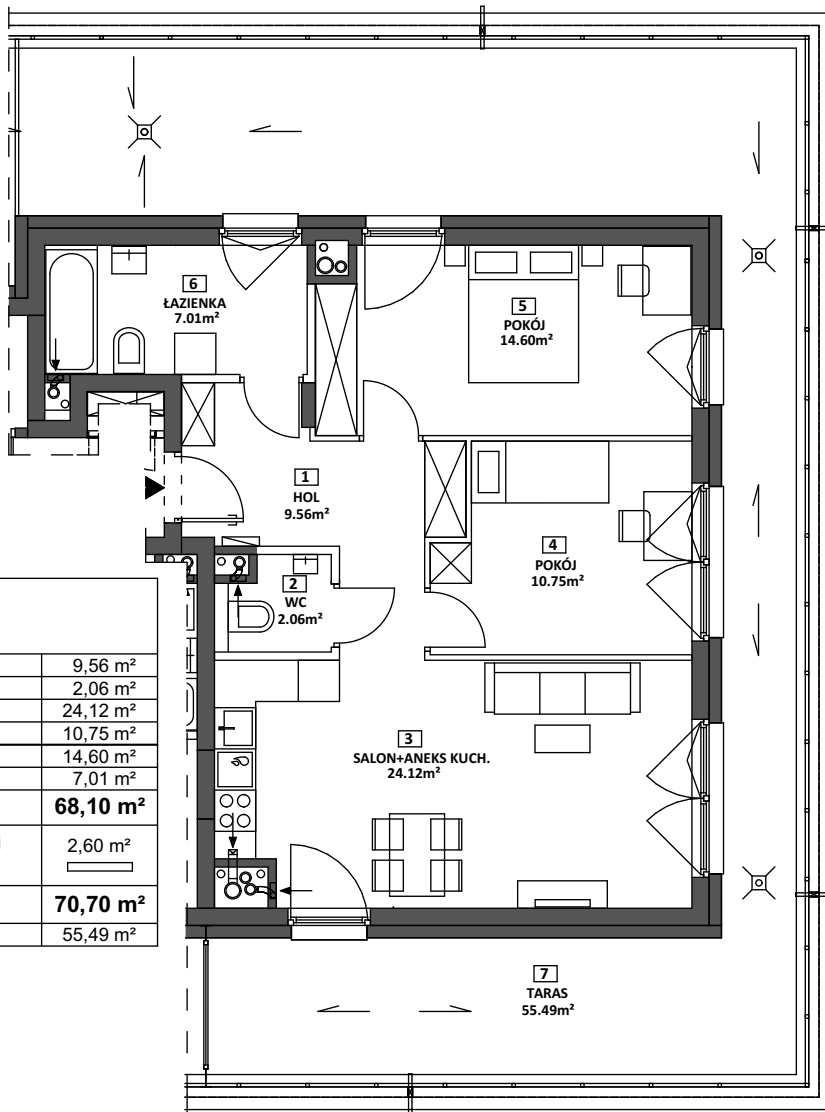 6
ŁAZIENKA
7.01m²
5
POKÓJ
14.60m²
1
HOL
9.56m²
4
POKÓJ
10.75m²
2
WC
2.06m²
3
SALON+ANEKS KUCH.
24.12m²
7
TARAS
55.49m²
9,56 m²
2,06 m²
24,12 m²
10,75 m²
14,60 m²
7,01 m²
68,10 m²
2,60 m²
70,70 m²
55,49 m²